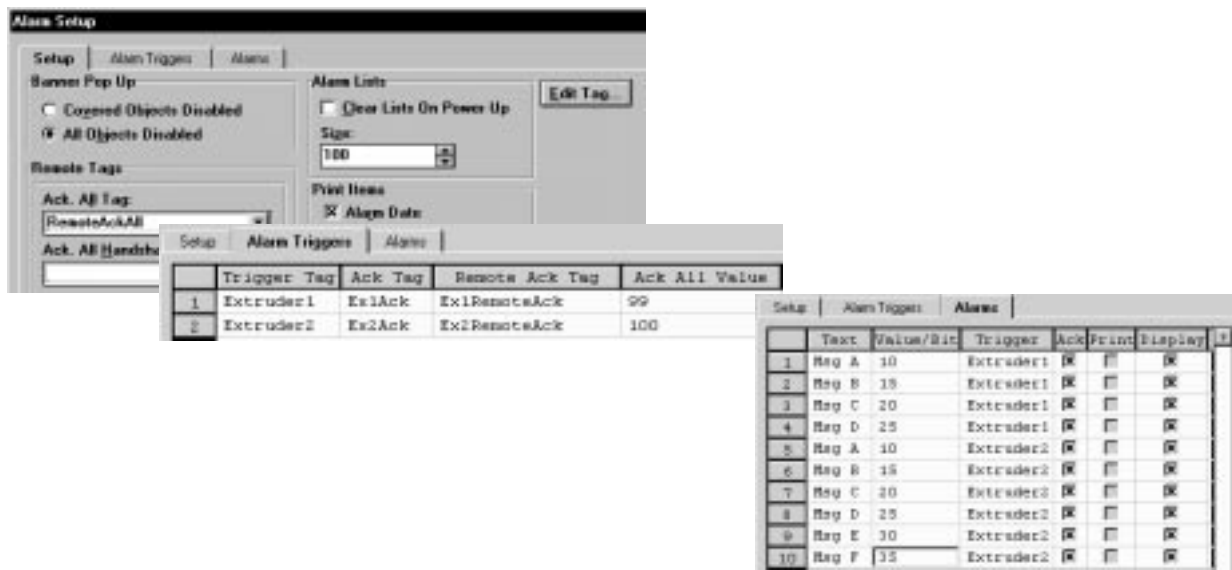 Alarm Setup
Setup Alarm Triggers Alarms
Banner Pop Up
Covered Objects Disabled
All Objects Disabled
Remote Tags
Ack. All Tag:
RemoteAckAll
Ack. All Handsha
Alarm Lists
Clear Lists On Power Up
Size:
100
Print Items
Alarm Date
Edit Tag...
Setup Alarm Triggers Alarms
Trigger Tag Ack Tag Remote Ack Tag Ack All Value
1 Extruder1 Ex1Ack Ex1RemoteAck 99
2 Extruder2 Ex2Ack Ex2RemoteAck 100
Setup Alarm Triggers Alarms
Text Value/Bit Trigger Ack Print Display
1 Msg A 10 Extruder1
2 Msg B 15 Extruder1
3 Msg C 20 Extruder1
4 Msg D 25 Extruder1
5 Msg A 10 Extruder2
6 Msg B 15 Extruder2
7 Msg C 20 Extruder2
8 Msg D 25 Extruder2
9 Msg E 30 Extruder2
10 Msg F 35 Extruder2